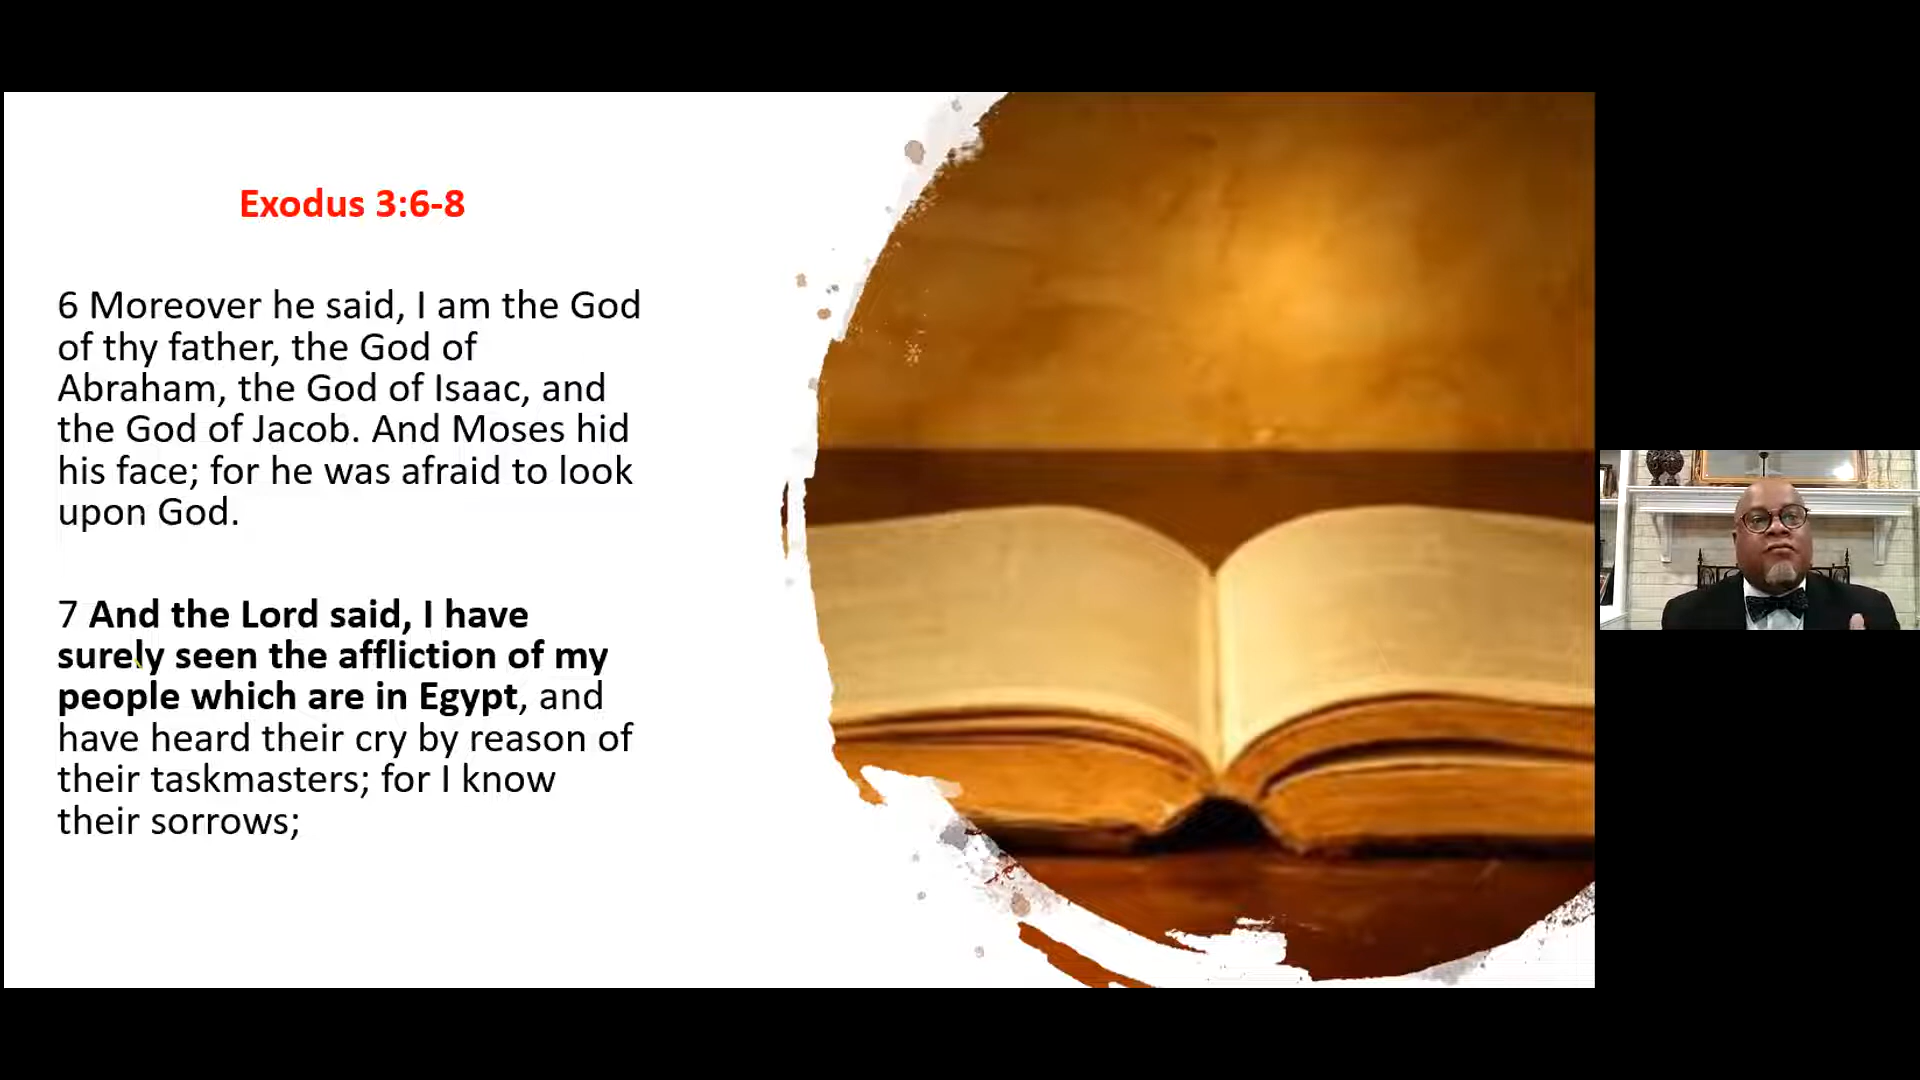 Exodus 3:6-8
6 Moreover he said, I am the God
of thy father, the God of
Abraham, the God of Isaac, and
the God of Jacob. And Moses hid
his face; for he was afraid to look
upon God.
7 And the Lord said, I have
surely seen the affliction of my
people which are in Egypt, and
have heard their cry by reason of
their taskmasters; for I know
their sorrows;